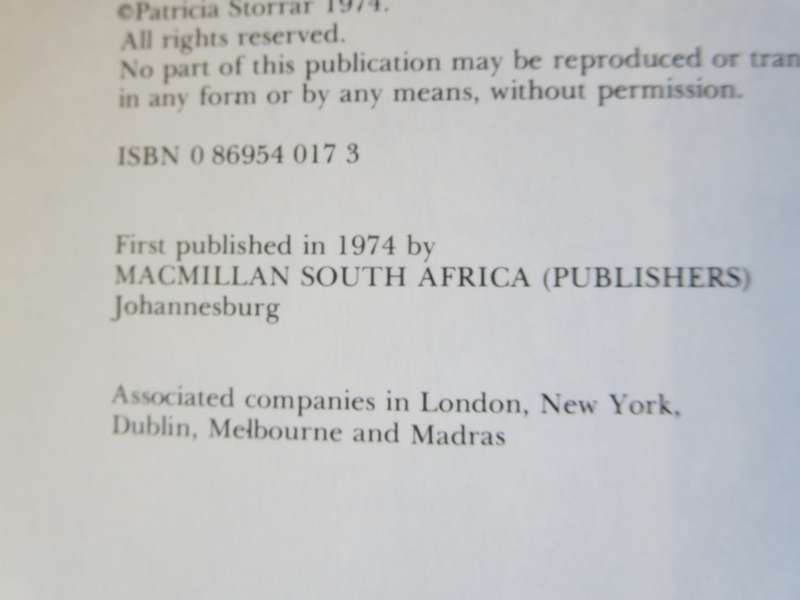 ©Patricia Storrar 1974.
All rights reserved.
No part of this publication may be reproduced or tran
in any form or by any means, without permission.
ISBN 0 86954 017 3
First published in 1974 by
MACMILLAN SOUTH AFRICA (PUBLISHERS)
Johannesburg
Associated companies in London, New York,
Dublin, Melbourne and Madras